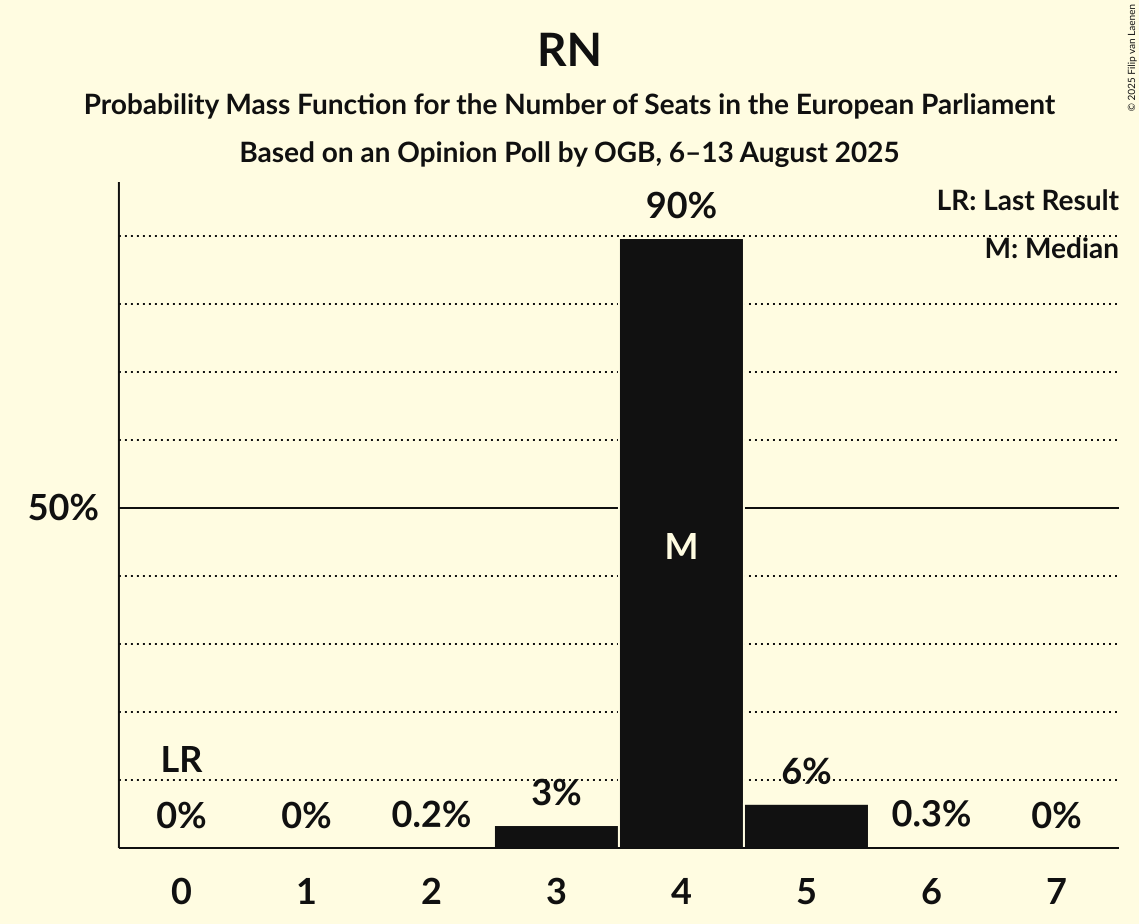 RN
Probability Mass Function for the Number of Seats in the European Parliament
Based on an Opinion Poll by OGB, 6–13 August 2025
© 2025 Filip van Laenen
LR: Last Result
M: Median
90%
50%
M
LR
0%
0%
0.2%
3%
6%
0.3%
0%
0 1 2 3 4 5 6 7